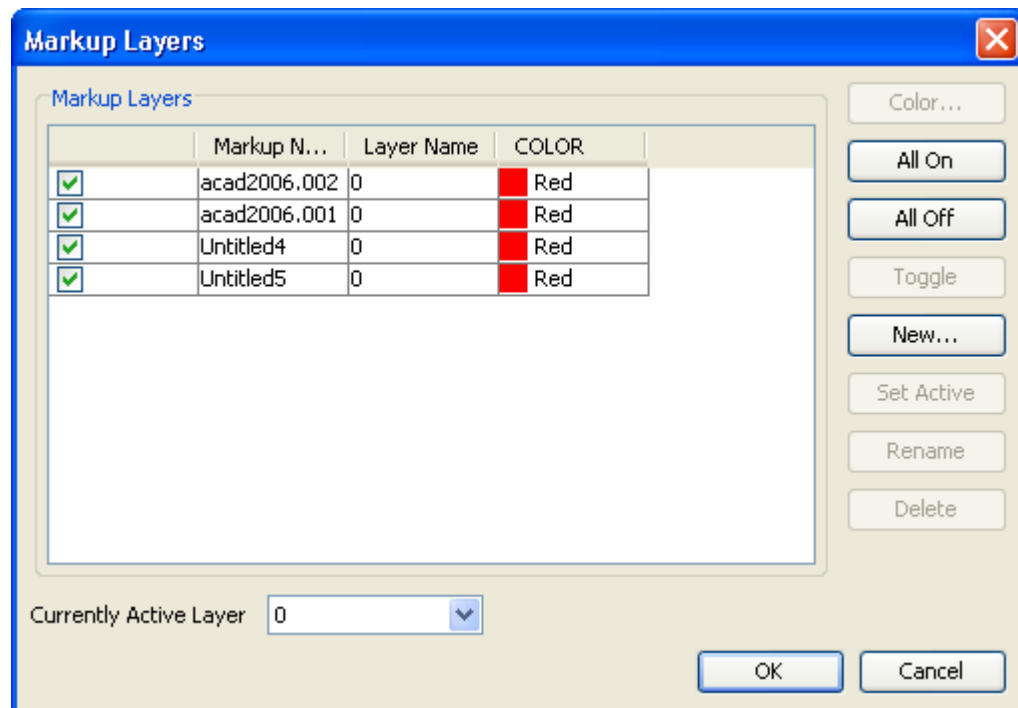 Markup Layers
Markup Layers
Markup N... Layer Name COLOR
acad2006.002 0 Red
acad2006.001 0 Red
Untitled4 0 Red
Untitled5 0 Red
Color...
All On
All Off
Toggle
New...
Set Active
Rename
Delete
Currently Active Layer 0
OK Cancel